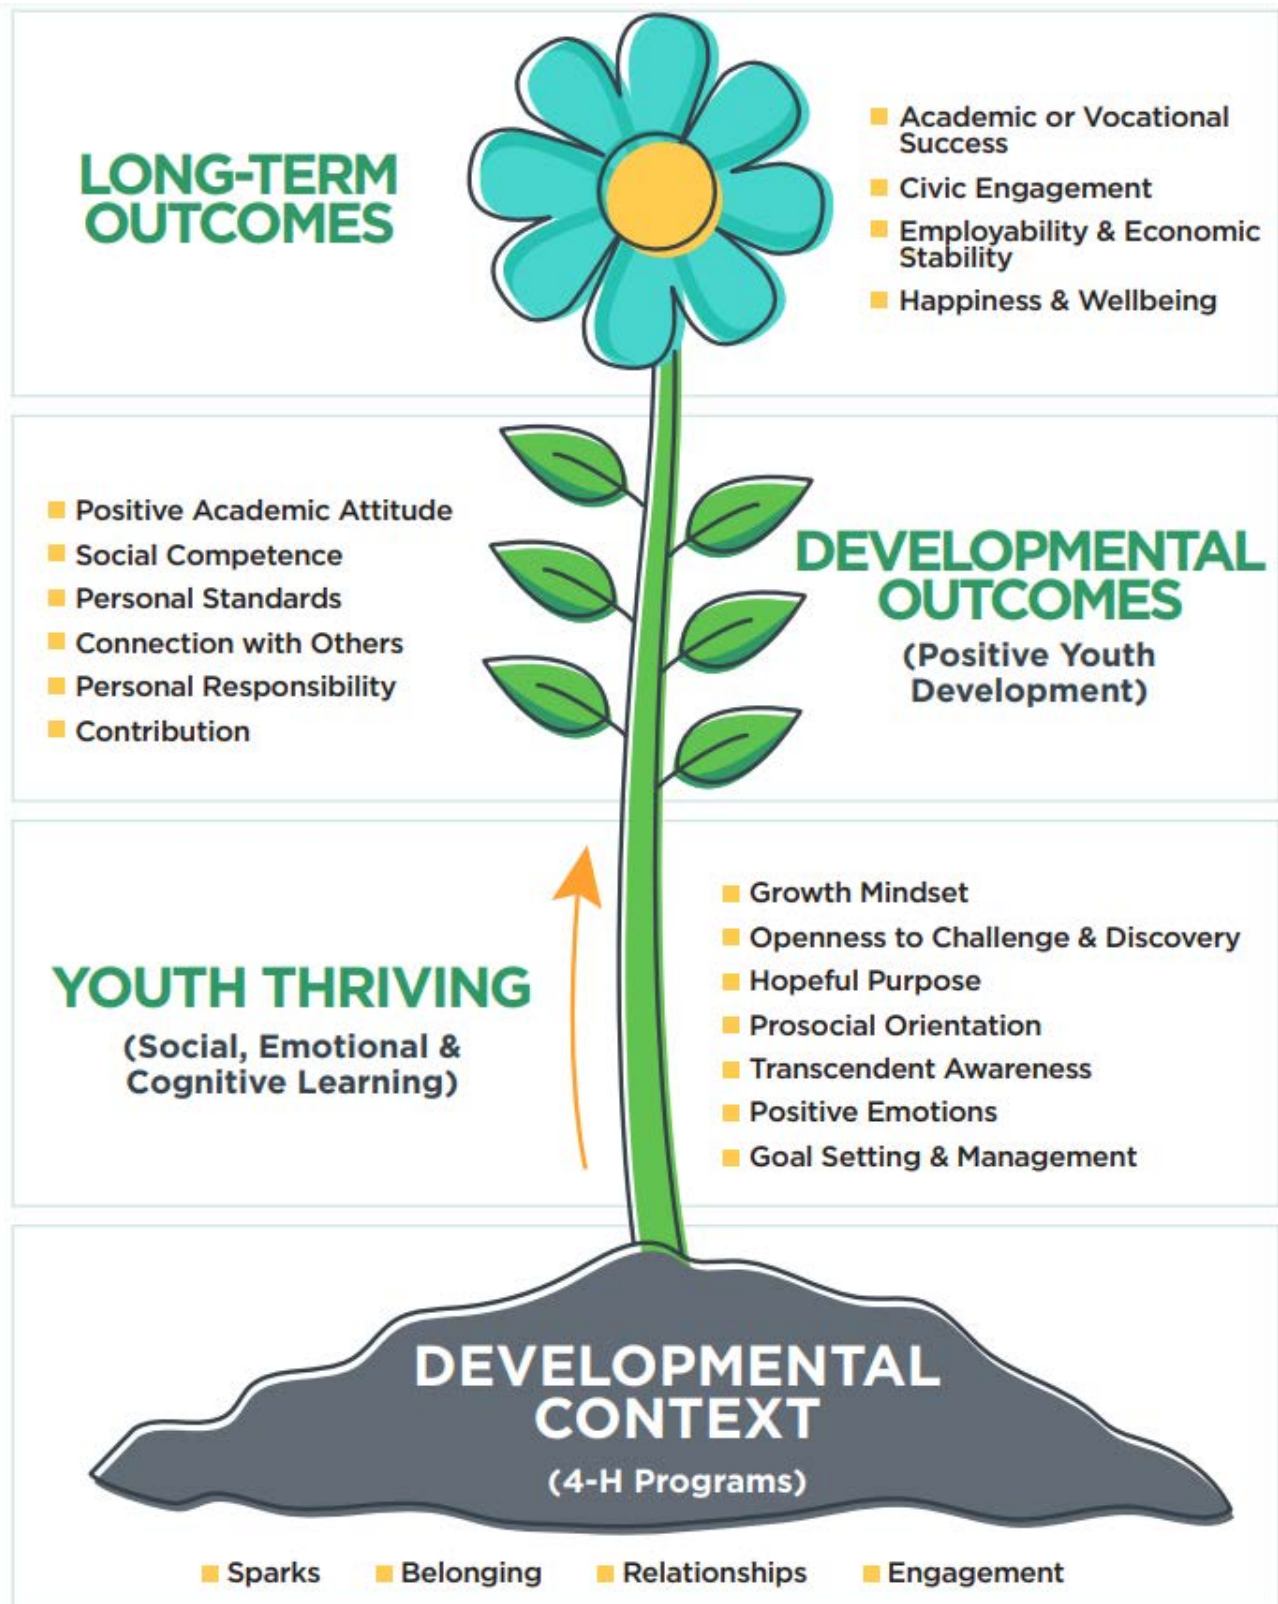 LONG-TERM
OUTCOMES
Academic or Vocational
Success
Civic Engagement
Employability & Economic
Stability
Happiness & Wellbeing
Positive Academic Attitude
Social Competence
Personal Standards
Connection with Others
Personal Responsibility
Contribution
DEVELOPMENTAL
OUTCOMES
(Positive Youth
Development)
YOUTH THRIVING
(Social, Emotional &
Cognitive Learning)
Growth Mindset
Openness to Challenge & Discovery
Hopeful Purpose
Prosocial Orientation
Transcendent Awareness
Positive Emotions
Goal Setting & Management
DEVELOPMENTAL
CONTEXT
(4-H Programs)
Sparks Belonging Relationships Engagement